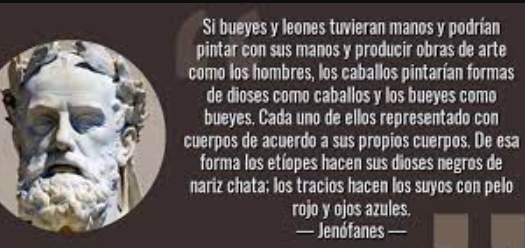 Si bueyes y leones tuvieran manos y podrían
pintar con sus manos y producir obras de arte
como los hombres, los caballos pintarían formas
de dioses como caballos y los bueyes como
bueyes. Cada uno de ellos representado con
cuerpos de acuerdo a sus propios cuerpos. De esa
forma los etíopes hacen sus dioses negros de
nariz chata; los tracios hacen los suyos con pelo
rojo y ojos azules.
— Jenófanes —